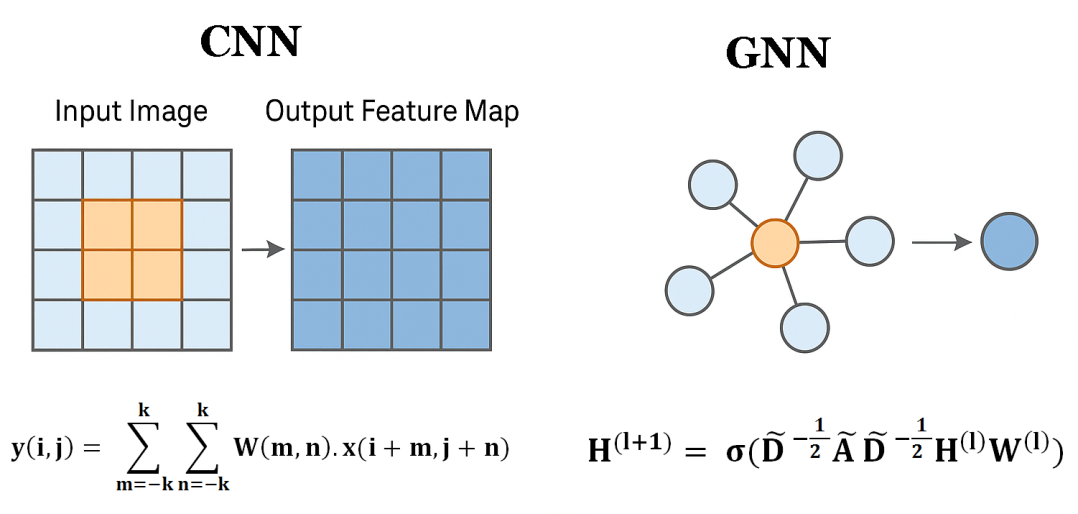 CNN
Input Image
Output Feature Map
y(i,j) = ∑_{m=-k}^{k} ∑_{n=-k}^{k} W(m,n).x(i + m,j + n)
GNN
H^{(l+1)} = σ(D̃^{-1/2} Ã D̃^{-1/2} H^{(l)}W^{(l)})